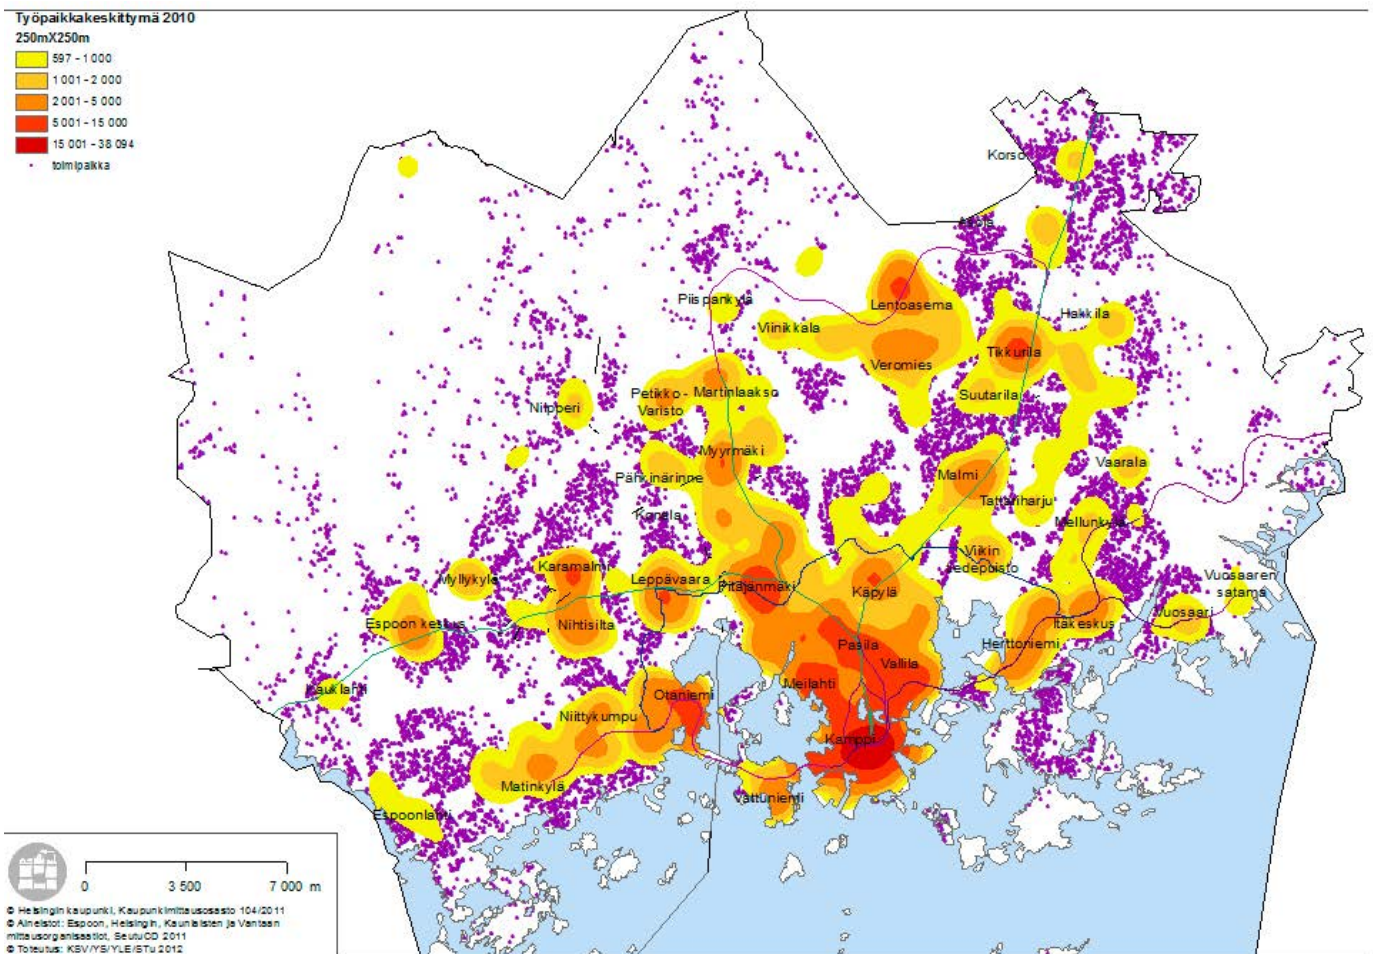 Työpaikkakeskittymä 2010
250mX250m
597 - 1 000
1 001 - 2 000
2 001 - 5 000
5 001 - 15 000
15 001 - 38 094
toimipaikka
Korso
Asola
Lentoasema
Piispankylä
Viinikkala
Hakkila
Tikkurila
Veromies
Petikko -
Varisto
Martinlaakso
Suutarila
Niipperi
Myyrmäki
Pähkinärinne
Malmi
Vaarala
Tattariharju
Konala
Mellunkylä
Viikin
tiedepuisto
Karamalmi
Myllykylä
Leppävaara
Pitäjänmäki
Käpylä
Vuosaaren
satama
Espoon keskus
Nihtisilta
Itäkeskus
Vuosaari
Herttoniemi
Pasila
Vallila
Meilahti
Kauklahti
Otaniemi
Niittykumpu
Kamppi
Matinkylä
Vattuniemi
Espoonlahti
0 3 500 7 000 m
© Helsingin kaupunki, Kaupunkimittausosasto 104/2011
© Aineistot: Espoon, Helsingin, Kauniaisten ja Vantaan
mittausorganisaatiot, SeutuCD 2011
© Toteutus: KSV/YS/YLE/STu 2012